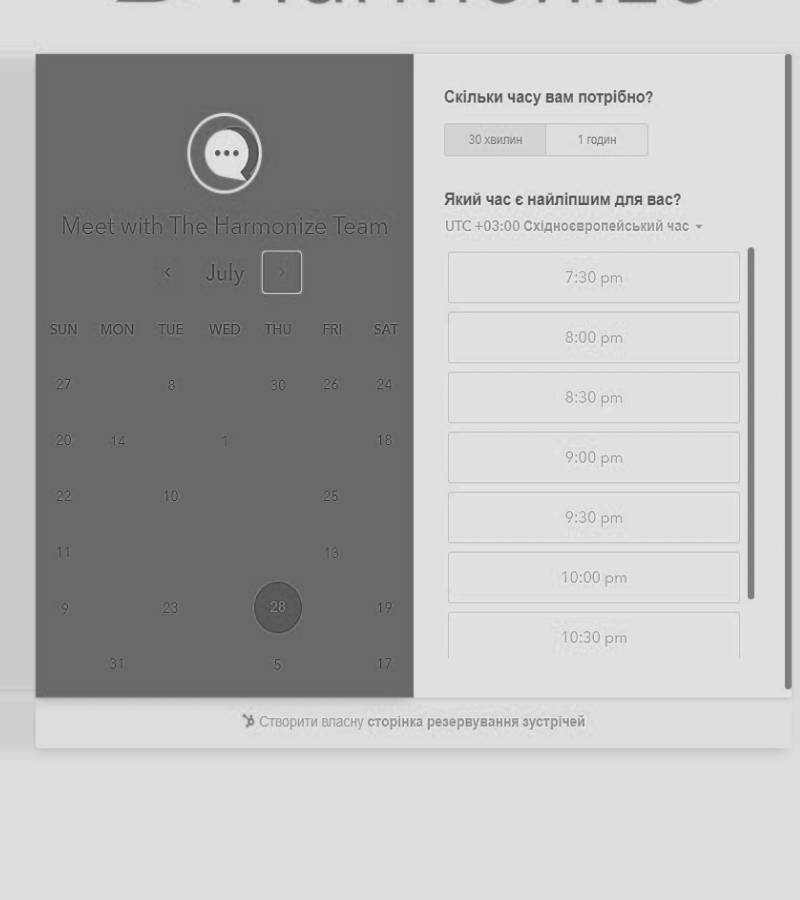 Meet with The Harmonize Team
‹ July ›
SUN MON TUE WED THU FRI SAT
27 8 30 26 24
20 14 1 18
22 10 25
11 13
9 23 28 19
31 5 17
Скільки часу вам потрібно?
30 хвилин 1 годин
Який час є найліпшим для вас?
UTC +03:00 Східноєвропейський час
7:30 pm
8:00 pm
8:30 pm
9:00 pm
9:30 pm
10:00 pm
10:30 pm
Створити власну сторінка резервування зустрічей